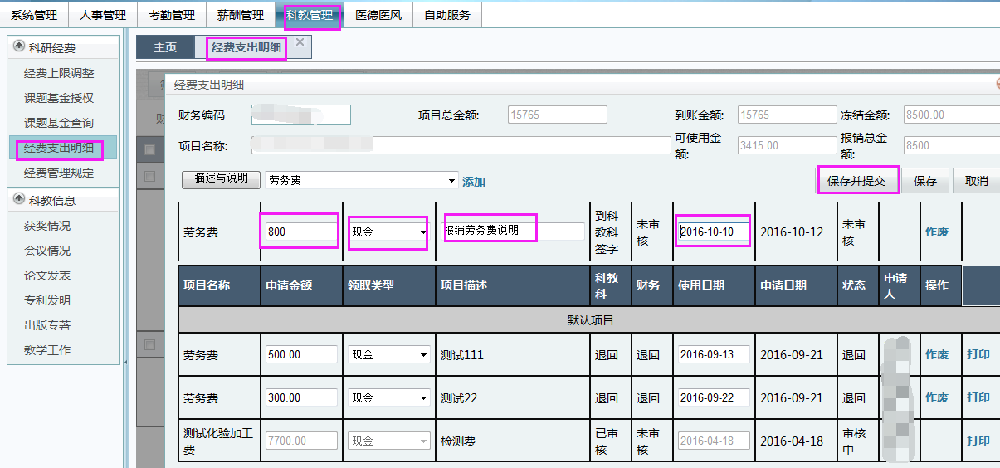 系统管理 人事管理 考勤管理 薪酬管理 科教管理 医德医风 自助服务
科研经费
经费上限调整
课题基金授权
课题基金查询
经费支出明细
经费管理规定
科教信息
获奖情况
会议情况
论文发表
专利发明
出版专著
教学工作
主页 经费支出明细
经费支出明细
财务编码 项目总金额: 15765 到账金额: 15765 冻结金额: 8500.00
项目名称: 可使用金额: 3415.00 报销总金额: 8500
描述与说明 劳务费 添加 保存并提交 保存 取消
劳务费 800 现金 报销劳务费说明 到科教科签字 未审核 2016-10-10 2016-10-12 未审核 作废
项目名称 申请金额 领取类型 项目描述 科教科 财务 使用日期 申请日期 状态 申请人 操作
默认项目
劳务费 500.00 现金 测试111 退回 退回 2016-09-13 2016-09-21 退回 作废 打印
劳务费 300.00 现金 测试22 退回 退回 2016-09-22 2016-09-21 退回 作废 打印
测试化验加工费 7700.00 现金 检测费 已审核 未审核 2016-04-18 2016-04-18 审核中 打印